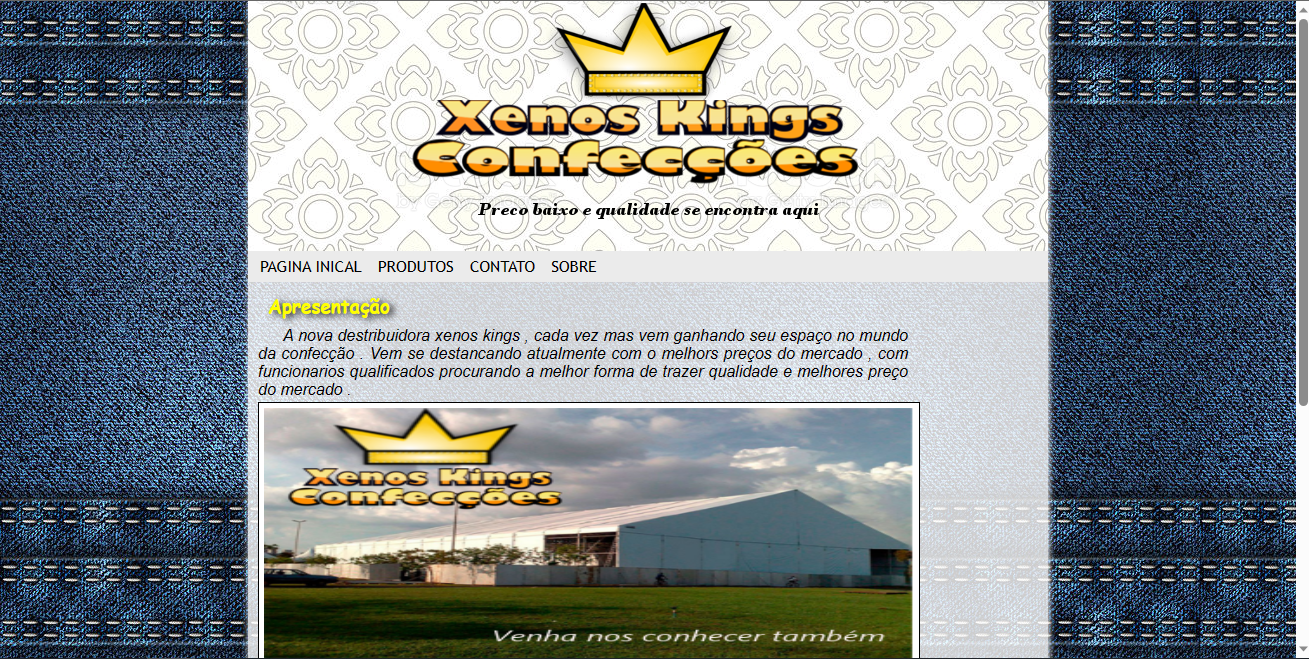 Xenos Kings
Confecções
Preco baixo e qualidade se encontra aqui
PAGINA INICAL PRODUTOS CONTATO SOBRE
Apresentação
A nova destribuidora xenos kings , cada vez mas vem ganhando seu espaço no mundo
da confecção . Vem se destancando atualmente com o melhors preços do mercado , com
funcionarios qualificados procurando a melhor forma de trazer qualidade e melhores preço
do mercado .
Xenos Kings
Confecções
Venha nos conhecer também